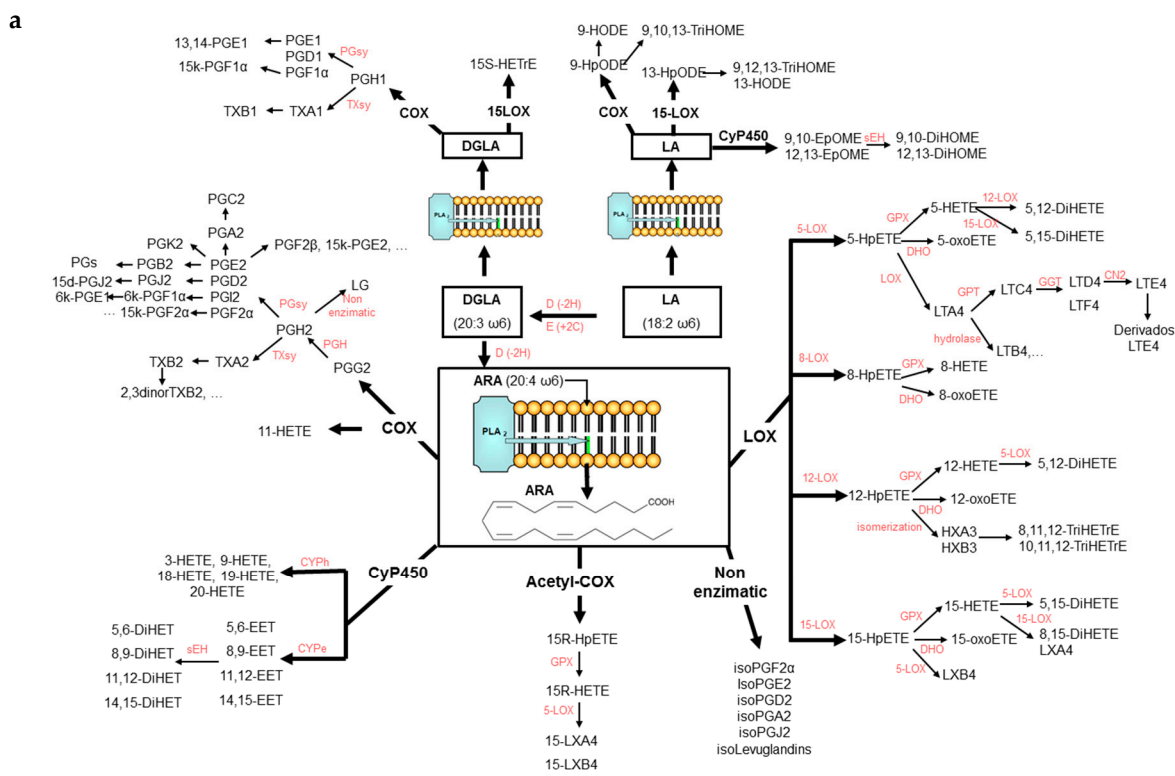 a
13,14-PGE1
PGE1
PGD1
PGF1α
15k-PGF1α
PGsy
PGH1
TXsy
TXB1
TXA1
COX
15S-HETrE
15LOX
DGLA
9-HODE
9,10,13-TriHOME
9-HpODE
13-HpODE
9,12,13-TriHOME
13-HODE
COX
15-LOX
CyP450
LA
9,10-EpOME
12,13-EpOME
sEH
9,10-DiHOME
12,13-DiHOME
PLA 2
PLA 2
DGLA
(20:3 ω6)
D (-2H)
E (+2C)
LA
(18:2 ω6)
D (-2H)
PGC2
PGA2
PGK2
PGF2β, 15k-PGE2, ...
PGs
PGB2
PGE2
15d-PGJ2
PGJ2
PGD2
6k-PGE1
6k-PGF1α
PGI2
... 15k-PGF2α
PGF2α
PGsy
LG
Non
enzimatic
PGH2
TXsy
PGH
TXB2
TXA2
PGG2
2,3dinorTXB2, ...
11-HETE
COX
ARA (20:4 ω6)
PLA 2
ARA
COOH
LOX
5-LOX
5-HpETE
GPX
5-HETE
12-LOX
5,12-DiHETE
15-LOX
5,15-DiHETE
DHO
5-oxoETE
LOX
LTA4
GPT
LTC4
GGT
LTD4
LTF4
CN2
LTE4
Derivados
LTE4
hydrolase
LTB4,...
8-LOX
8-HpETE
GPX
8-HETE
DHO
8-oxoETE
12-LOX
12-HpETE
GPX
12-HETE
5-LOX
5,12-DiHETE
DHO
12-oxoETE
isomerization
HXA3
HXB3
8,11,12-TriHETrE
10,11,12-TriHETrE
15-LOX
15-HpETE
GPX
15-HETE
5-LOX
5,15-DiHETE
15-LOX
8,15-DiHETE
LXA4
DHO
15-oxoETE
5-LOX
LXB4
CyP450
3-HETE, 9-HETE,
18-HETE, 19-HETE,
20-HETE
CYPh
5,6-DiHET
5,6-EET
8,9-DiHET
sEH
8,9-EET
CYPe
11,12-DiHET
11,12-EET
14,15-DiHET
14,15-EET
Acetyl-COX
15R-HpETE
GPX
15R-HETE
5-LOX
15-LXA4
15-LXB4
Non
enzimatic
isoPGF2α
IsoPGE2
isoPGD2
isoPGA2
isoPGJ2
isoLevuglandins